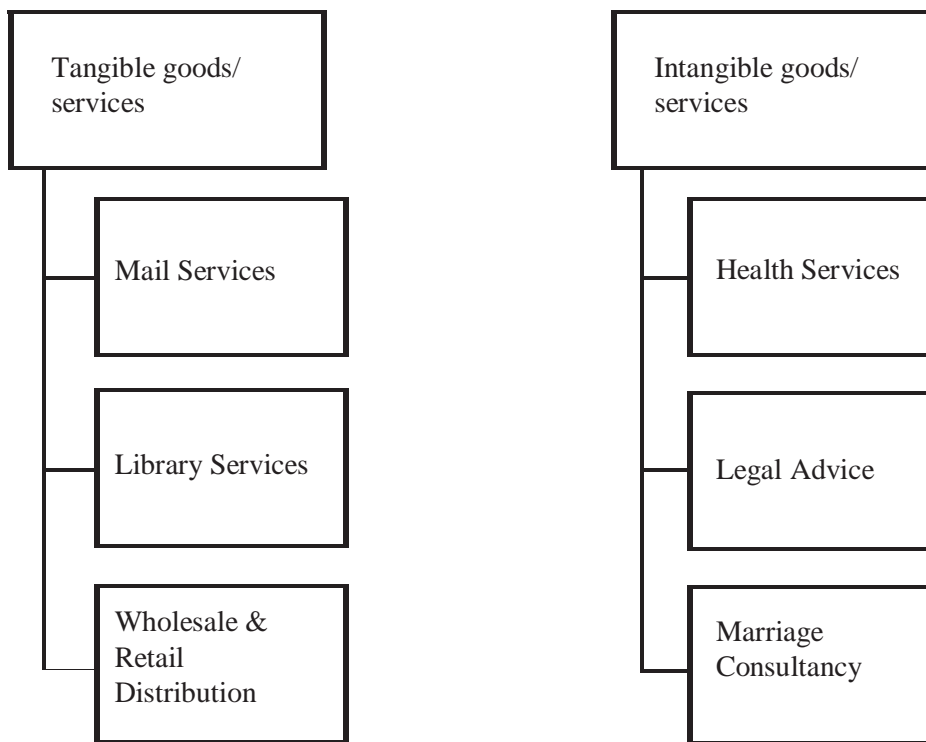 Tangible goods/
services
Mail Services
Library Services
Wholesale &
Retail
Distribution
Intangible goods/
services
Health Services
Legal Advice
Marriage
Consultancy